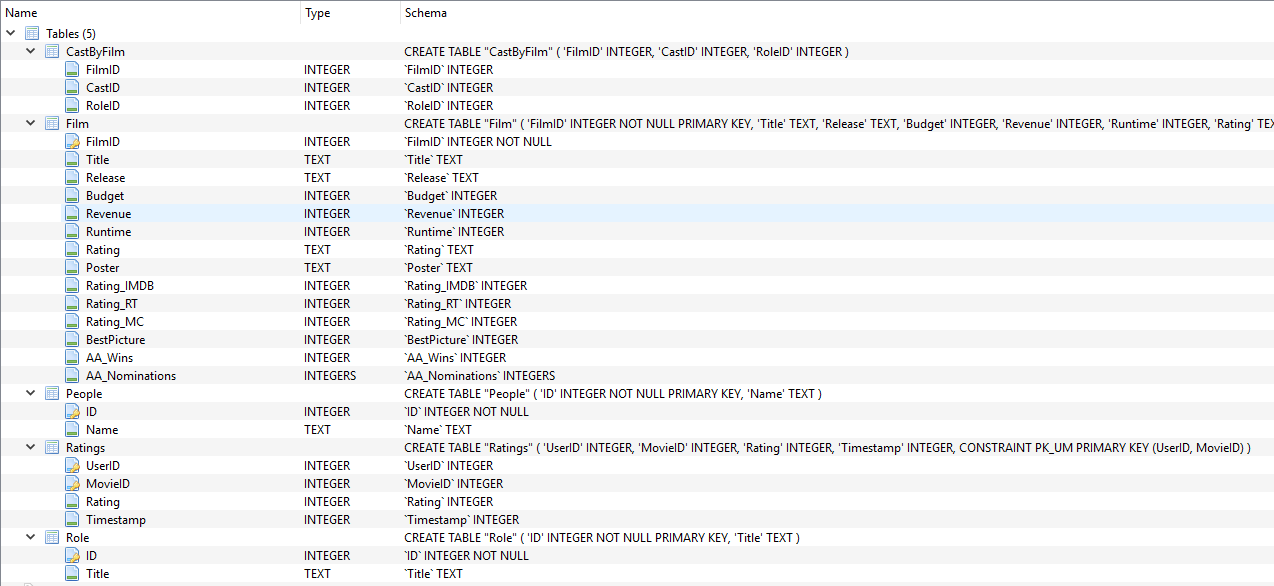 Name Type Schema
Tables (5)
CastByFilm CREATE TABLE "CastByFilm" ( 'FilmID' INTEGER, 'CastID' INTEGER, 'RoleID' INTEGER )
FilmID INTEGER `FilmID` INTEGER
CastID INTEGER `CastID` INTEGER
RoleID INTEGER `RoleID` INTEGER
Film CREATE TABLE "Film" ( 'FilmID' INTEGER NOT NULL PRIMARY KEY, 'Title' TEXT, 'Release' TEXT, 'Budget' INTEGER, 'Revenue' INTEGER, 'Runtime' INTEGER, 'Rating' TEX
FilmID INTEGER `FilmID` INTEGER NOT NULL
Title TEXT `Title` TEXT
Release TEXT `Release` TEXT
Budget INTEGER `Budget` INTEGER
Revenue INTEGER `Revenue` INTEGER
Runtime INTEGER `Runtime` INTEGER
Rating TEXT `Rating` TEXT
Poster TEXT `Poster` TEXT
Rating_IMDB INTEGER `Rating_IMDB` INTEGER
Rating_RT INTEGER `Rating_RT` INTEGER
Rating_MC INTEGER `Rating_MC` INTEGER
BestPicture INTEGER `BestPicture` INTEGER
AA_Wins INTEGER `AA_Wins` INTEGER
AA_Nominations INTEGERS `AA_Nominations` INTEGERS
People CREATE TABLE "People" ( 'ID' INTEGER NOT NULL PRIMARY KEY, 'Name' TEXT )
ID INTEGER `ID` INTEGER NOT NULL
Name TEXT `Name` TEXT
Ratings CREATE TABLE "Ratings" ( 'UserID' INTEGER, 'MovieID' INTEGER, 'Rating' INTEGER, 'Timestamp' INTEGER, CONSTRAINT PK_UM PRIMARY KEY (UserID, MovieID) )
UserID INTEGER `UserID` INTEGER
MovieID INTEGER `MovieID` INTEGER
Rating INTEGER `Rating` INTEGER
Timestamp INTEGER `Timestamp` INTEGER
Role CREATE TABLE "Role" ( 'ID' INTEGER NOT NULL PRIMARY KEY, 'Title' TEXT )
ID INTEGER `ID` INTEGER NOT NULL
Title TEXT `Title` TEXT